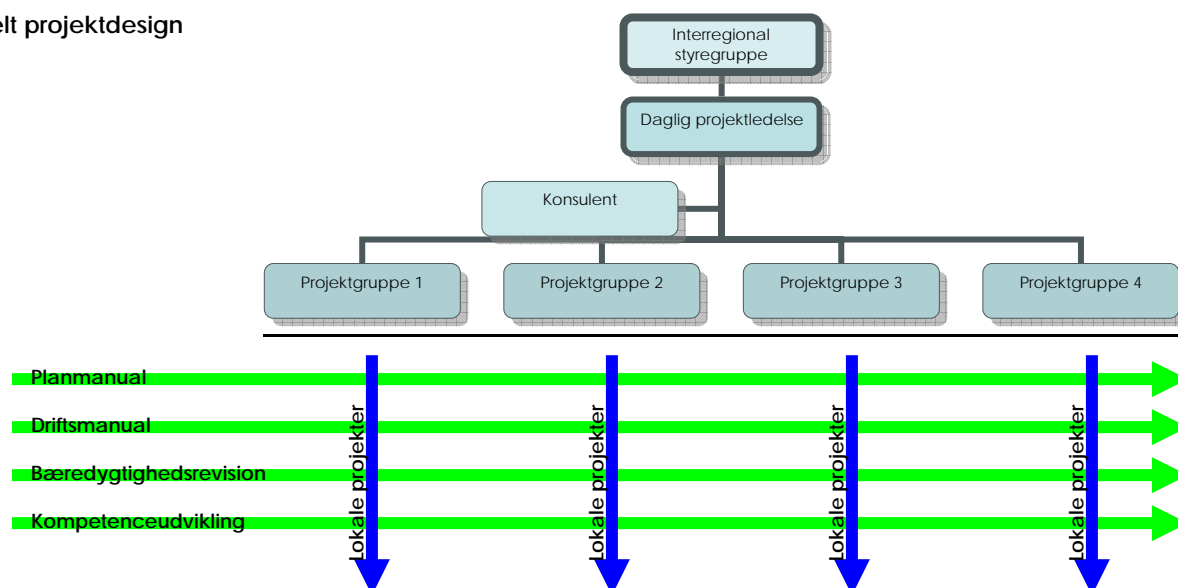 projektdesign
Interregional
styregruppe
Daglig projektledelse
Konsulent
Projektgruppe 1
Projektgruppe 2
Projektgruppe 3
Projektgruppe 4
Planmanual
Driftsmanual
Bæredygtighedsrevision
Kompetenceudvikling
Lokale projekter
Lokale projekter
Lokale projekter
Lokale projekter